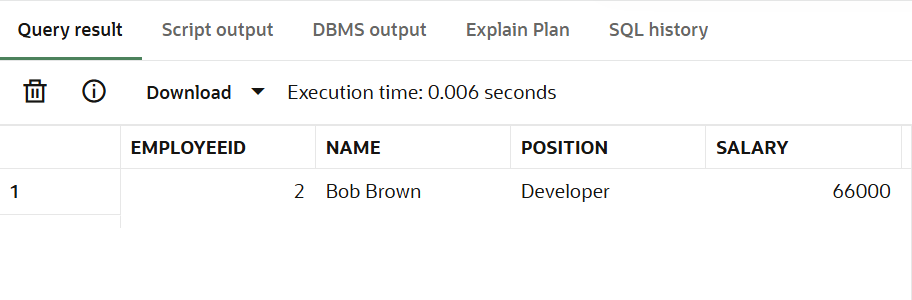 Query result Script output DBMS output Explain Plan SQL history
Download Execution time: 0.006 seconds
EMPLOYEEID NAME POSITION SALARY
1 2 Bob Brown Developer 66000